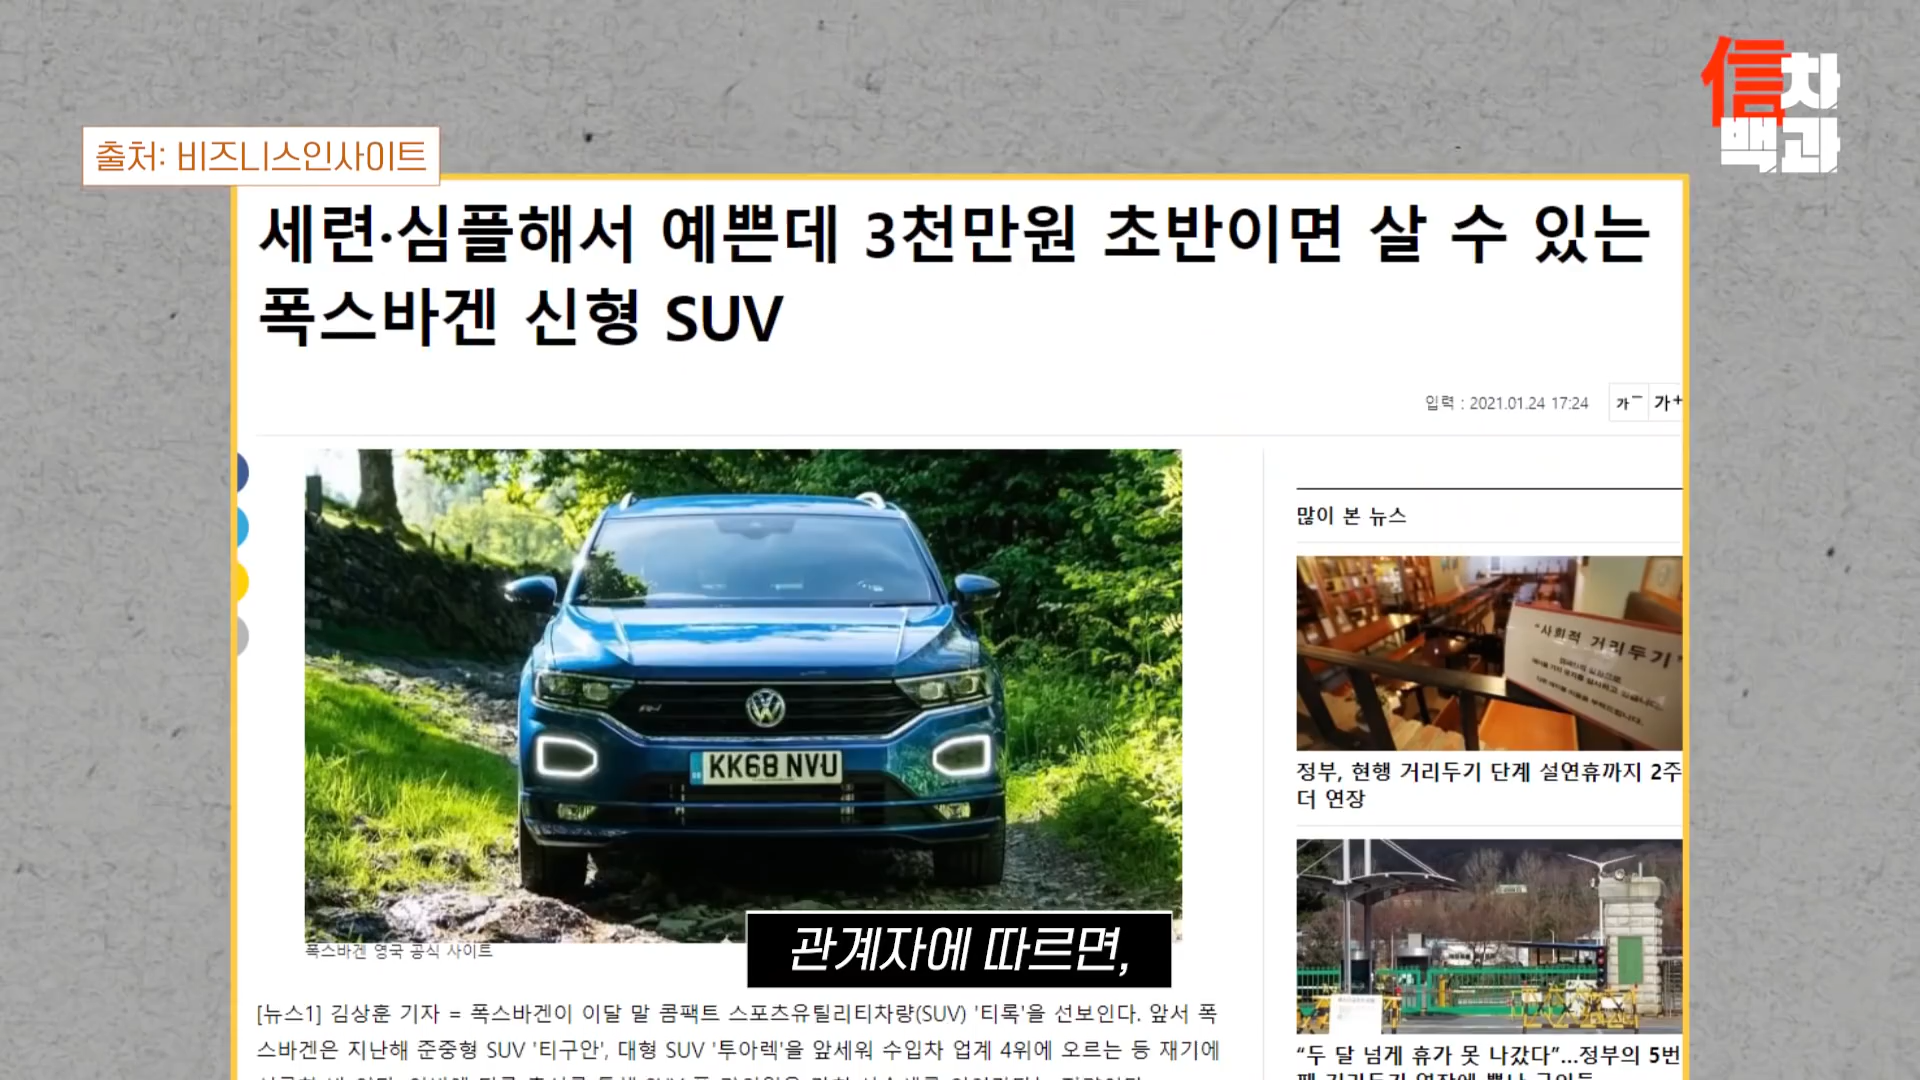 信차
백과
출처: 비즈니스인사이트
세련·심플해서 예쁜데 3천만원 초반이면 살 수 있는
폭스바겐 신형 SUV
입력 : 2021.01.24 17:24
가- 가+
많이 본 뉴스
KK68 NVU
"사회적 거리두기"
정부, 현행 거리두기 단계 설연휴까지 2주
더 연장
폭스바겐 영국 공식 사이트
관계자에 따르면,
[뉴스1] 김상훈 기자 = 폭스바겐이 이달 말 콤팩트 스포츠유틸리티차량(SUV) '티록'을 선보인다. 앞서 폭
스바겐은 지난해 준중형 SUV '티구안', 대형 SUV '투아렉'을 앞세워 수입차 업계 4위에 오르는 등 재기에
“두 달 넘게 휴가 못 나갔다”...정부의 5번